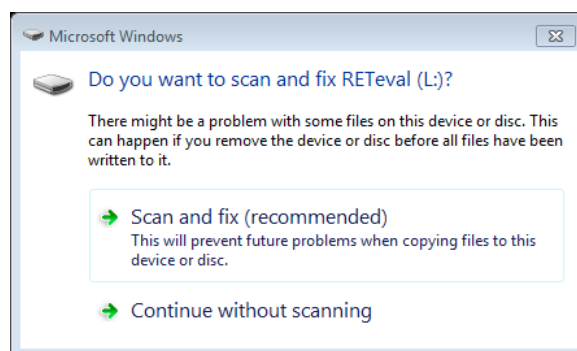 Microsoft Windows
Do you want to scan and fix RETeval (L:)?
There might be a problem with some files on this device or disc. This
can happen if you remove the device or disc before all files have been
written to it.
Scan and fix (recommended)
This will prevent future problems when copying files to this
device or disc.
Continue without scanning